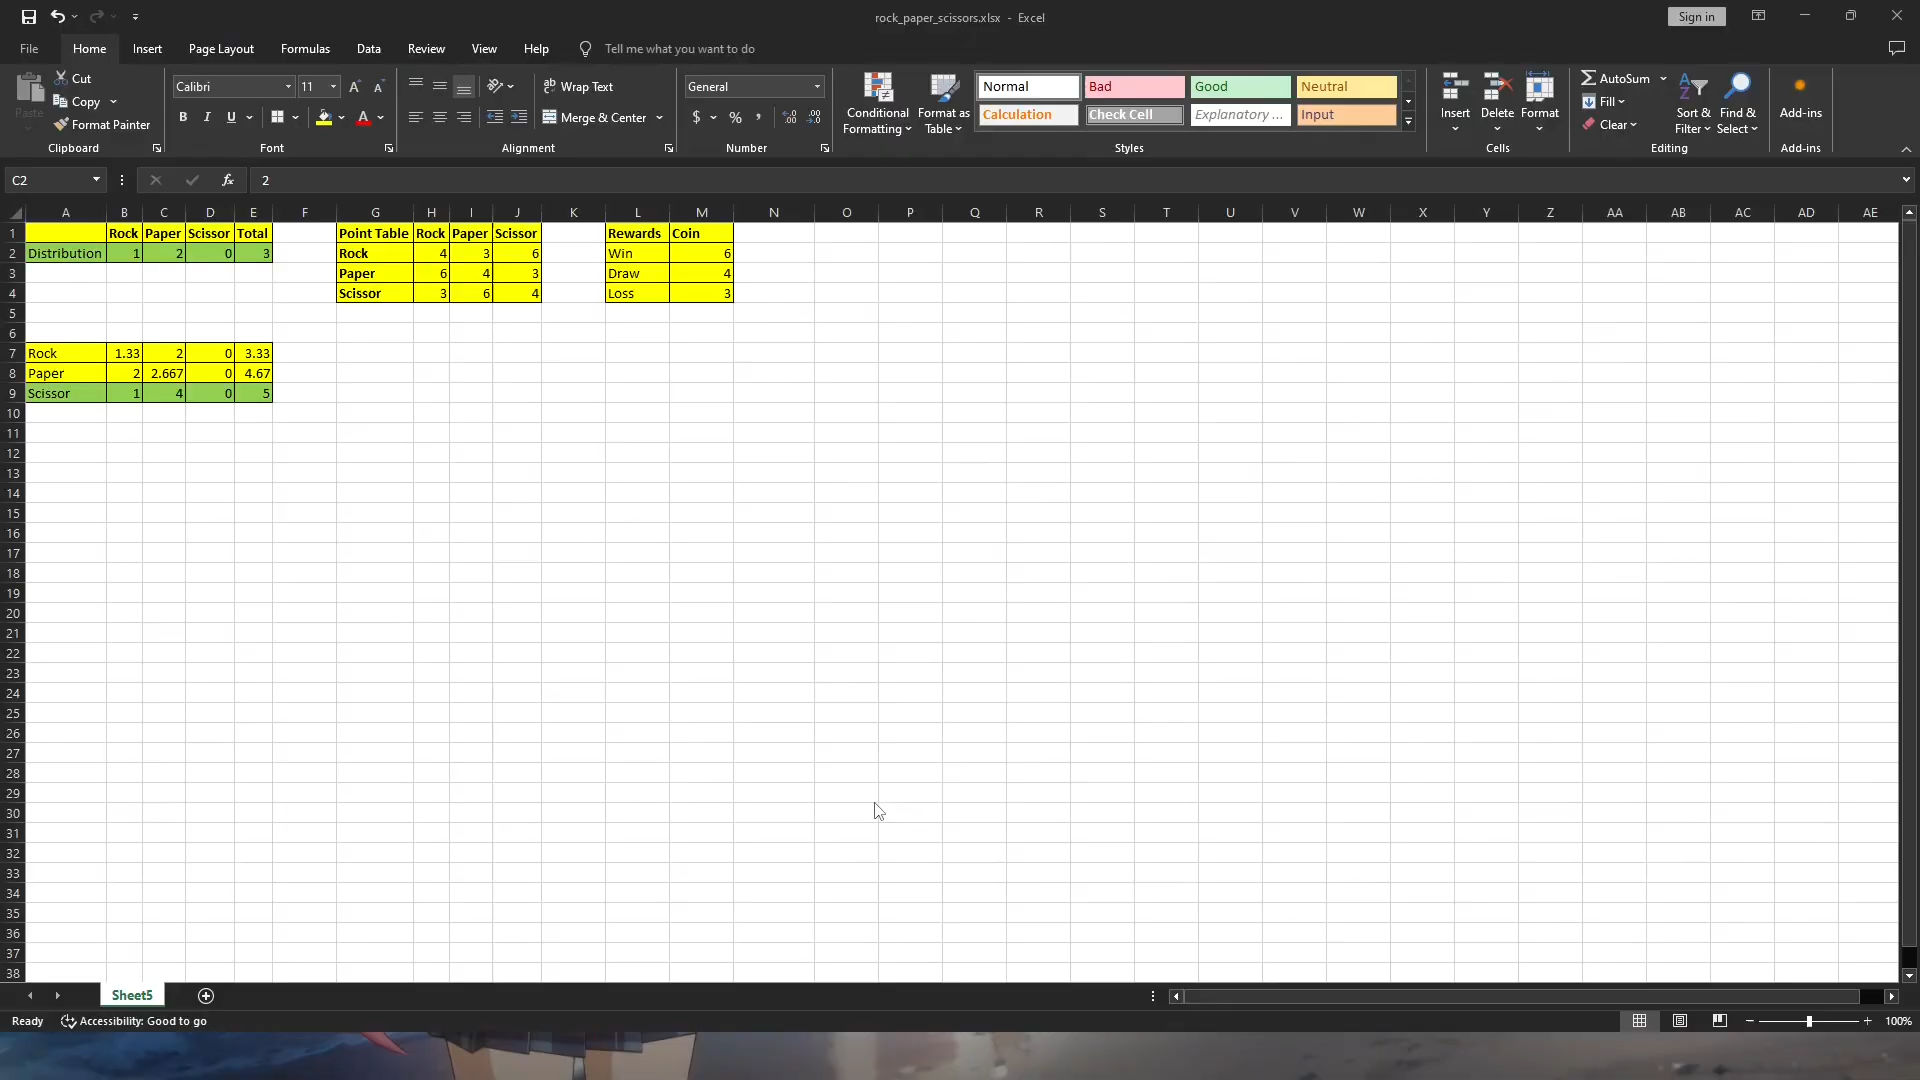 rock_paper_scissors.xlsx - Excel
Sign in
File Home Insert Page Layout Formulas Data Review View Help Tell me what you want to do
Paste Cut Calibri 11 Wrap Text General Conditional Formatting Format as Table Normal Bad Good Neutral Insert Delete Format AutoSum Sort & Filter Find & Select Add-ins
Copy Fill
Format Painter B I U A Merge & Center $ % Calculation Check Cell Explanatory ... Input Clear
Clipboard Font Alignment Number Styles Cells Editing Add-ins
C2 fx 2
A B C D E F G H I J K L M N O P Q R S T U V W X Y Z AA AB AC AD AE
1 Rock Paper Scissor Total Point Table Rock Paper Scissor Rewards Coin
2 Distribution 1 2 0 3 Rock 4 3 6 Win 6
3 Paper 6 4 3 Draw 4
4 Scissor 3 6 4 Loss 3
5
6
7 Rock 1.33 2 0 3.33
8 Paper 2 2.667 0 4.67
9 Scissor 1 4 0 5
10
11
12
13
14
15
16
17
18
19
20
21
22
23
24
25
26
27
28
29
30
31
32
33
34
35
36
37
38
Sheet5
Ready Accessibility: Good to go 100%